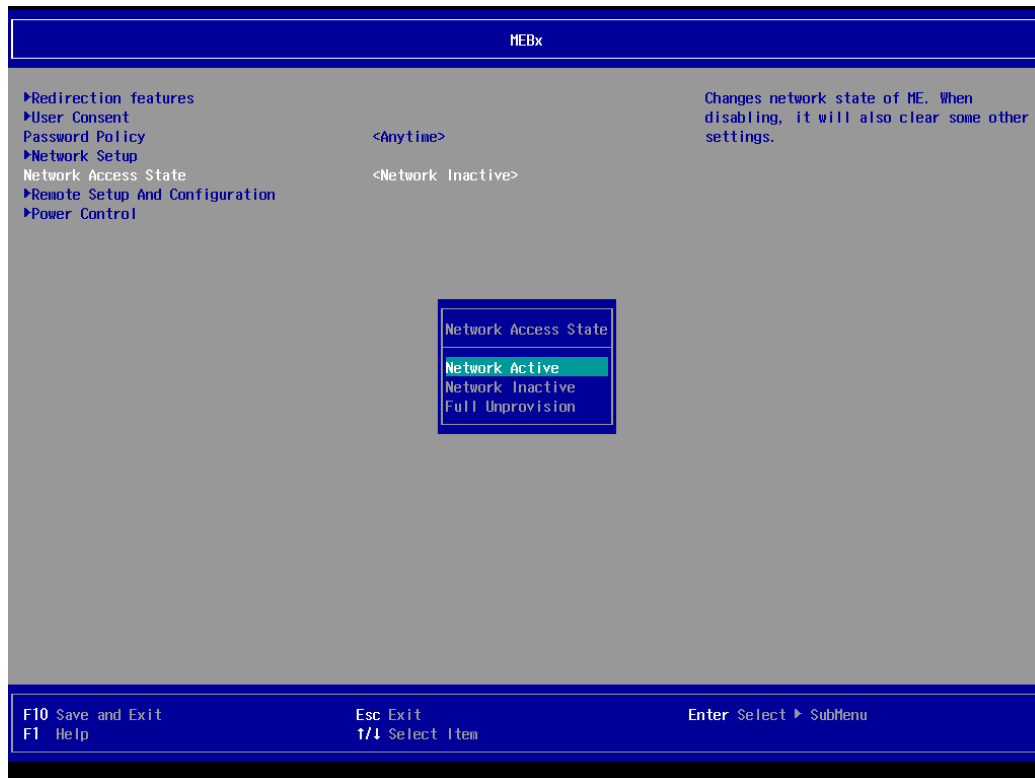 MEBx
▶Redirection features
▶User Consent
Password Policy <Anytime>
▶Network Setup
Network Access State <Network Inactive>
▶Remote Setup And Configuration
▶Power Control
Changes network state of ME. When
disabling, it will also clear some other
settings.
Network Access State
Network Active
Network Inactive
Full Unprovision
F10 Save and Exit Esc Exit Enter Select ▶ SubMenu
F1 Help ↑/↓ Select Item